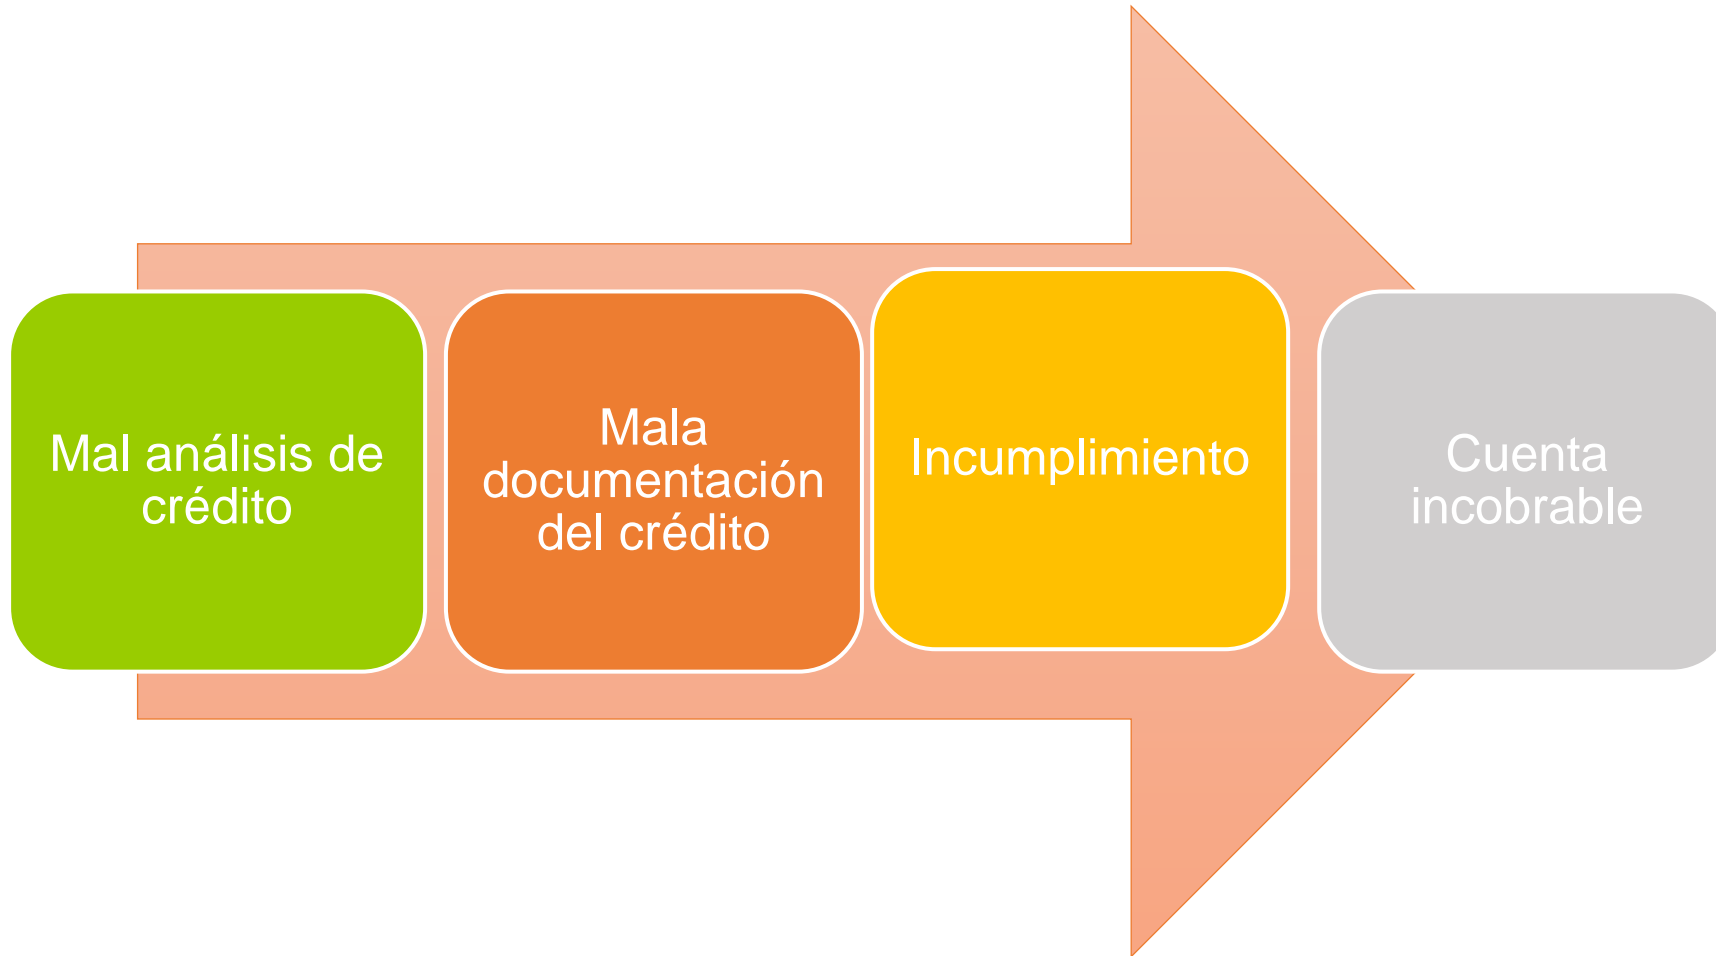 Mal análisis de
crédito
Mala
documentación
del crédito
Incumplimiento
Cuenta
incobrable